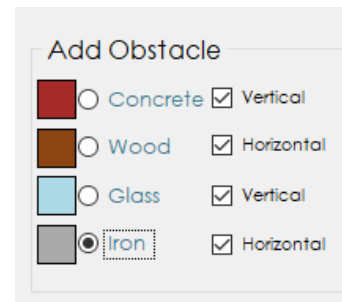 Add Obstacle
Concrete Vertical
Wood Horizontal
Glass Vertical
Iron Horizontal